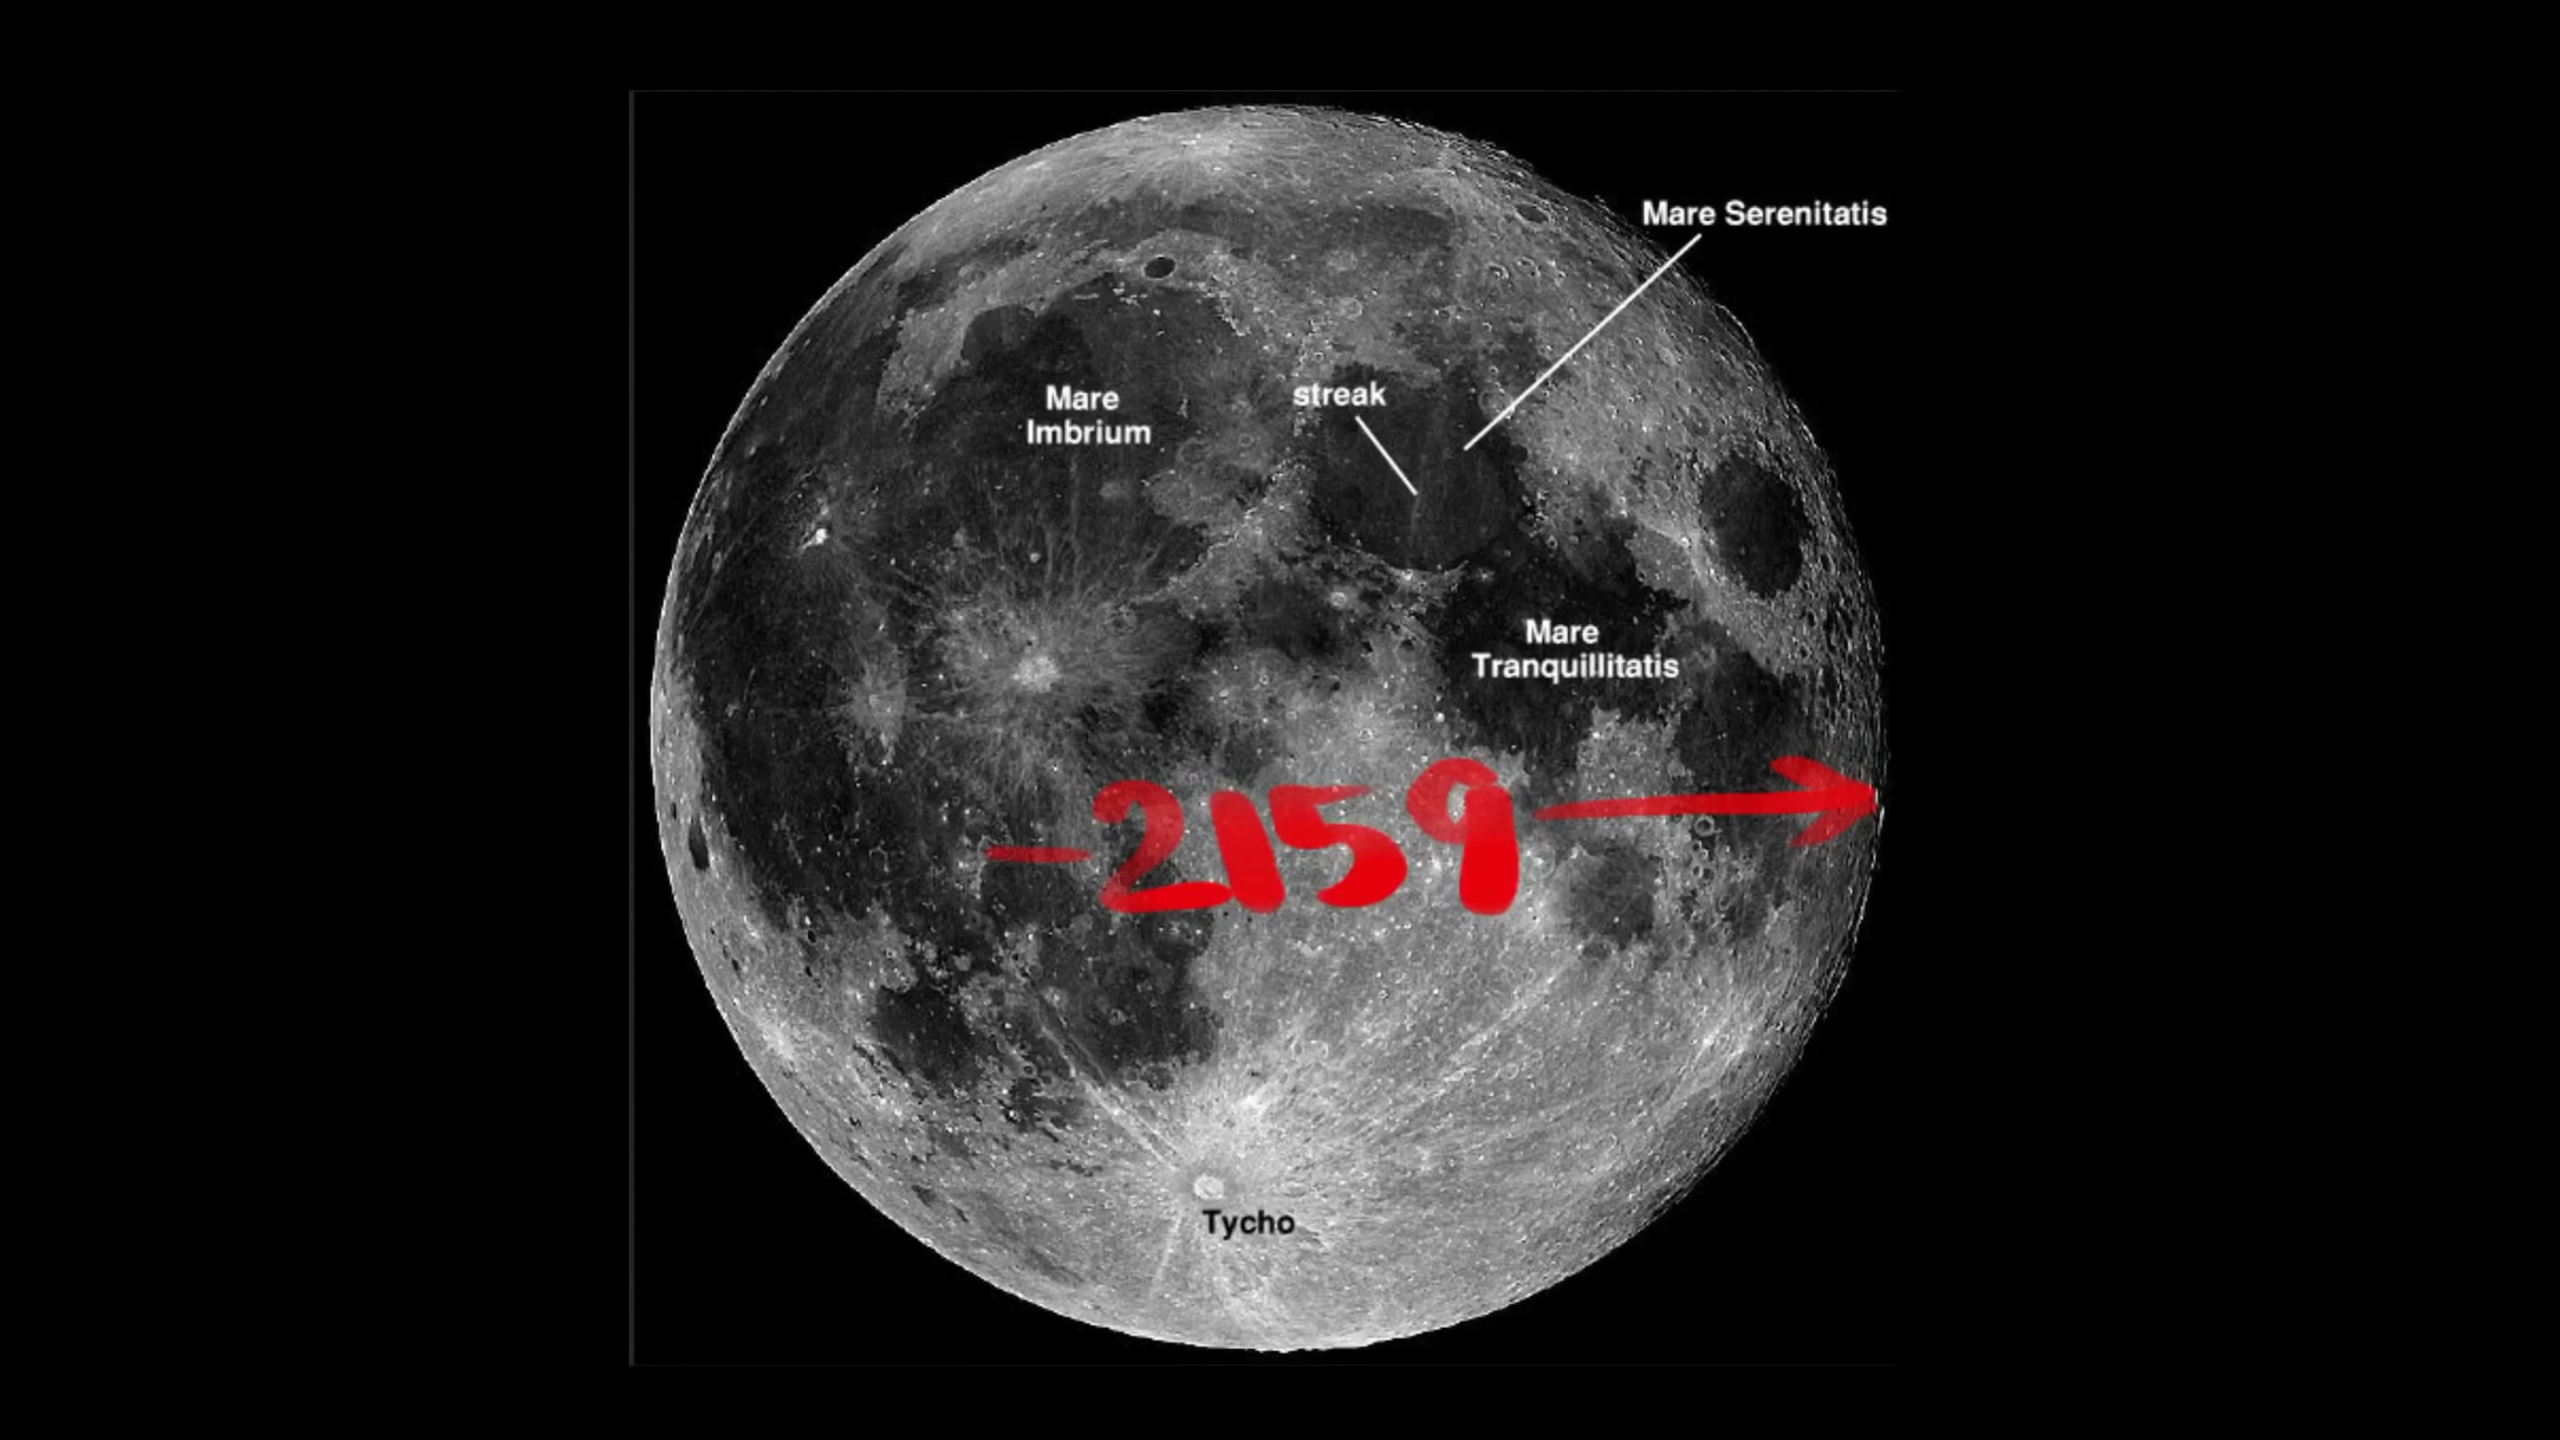 Mare Serenitatis
streak
Mare
Imbrium
Mare
Tranquillitatis
-2159→
Tycho